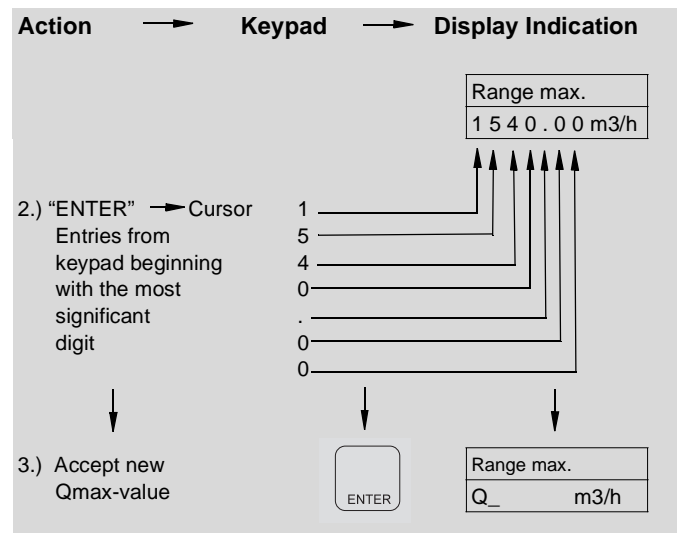 Action Keypad Display Indication
Range max.
1 5 4 0 . 0 0 m3/h
2.) “ENTER” Cursor 1
Entries from 5
keypad beginning 4
with the most 0
significant .
digit 0
0
3.) Accept new
Qmax-value
ENTER
Range max.
Q_ m3/h